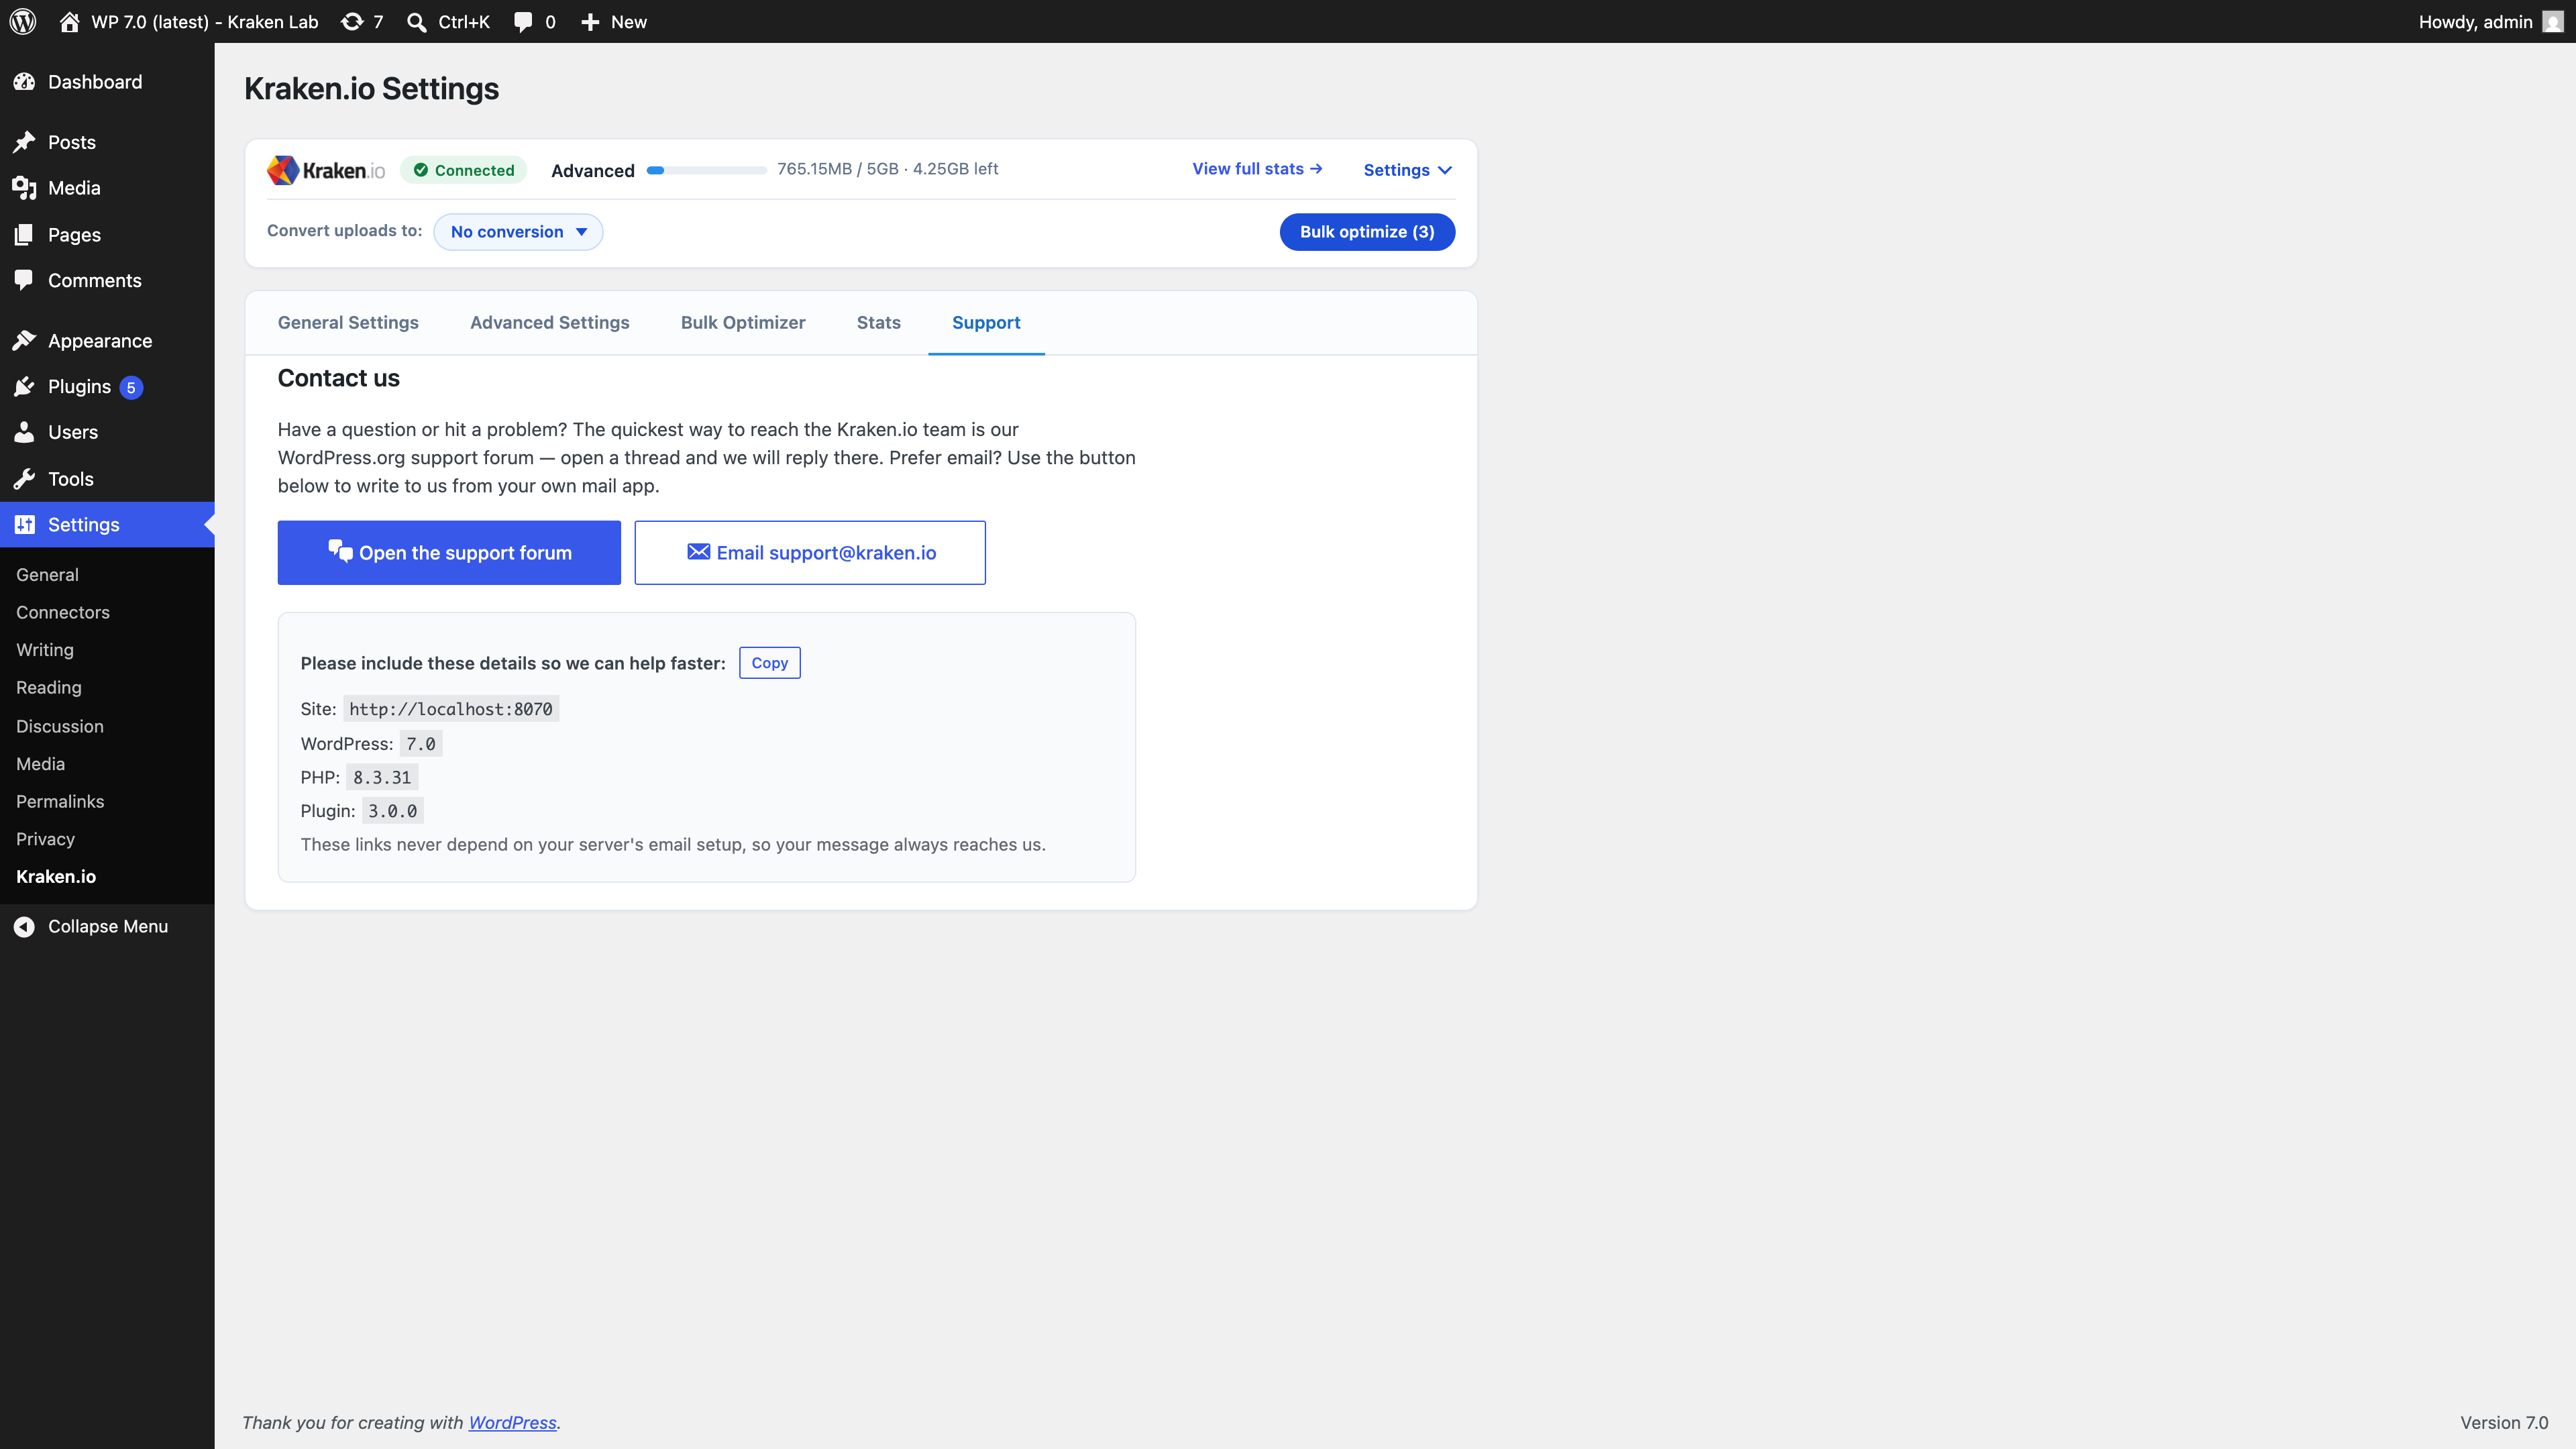 WP 7.0 (latest) - Kraken Lab
7
Ctrl+K
0
New
Howdy, admin
Dashboard
Posts
Media
Pages
Comments
Appearance
Plugins 5
Users
Tools
Settings
General
Connectors
Writing
Reading
Discussion
Media
Permalinks
Privacy
Kraken.io
Collapse Menu
Kraken.io Settings
Kraken.io
Connected
Advanced
765.15MB / 5GB · 4.25GB left
View full stats →
Settings
Convert uploads to:
No conversion
Bulk optimize (3)
General Settings
Advanced Settings
Bulk Optimizer
Stats
Support
Contact us
Have a question or hit a problem? The quickest way to reach the Kraken.io team is our
WordPress.org support forum — open a thread and we will reply there. Prefer email? Use the button
below to write to us from your own mail app.
Open the support forum
Email support@kraken.io
Please include these details so we can help faster:
Copy
Site: http://localhost:8070
WordPress: 7.0
PHP: 8.3.31
Plugin: 3.0.0
These links never depend on your server's email setup, so your message always reaches us.
Thank you for creating with WordPress.
Version 7.0